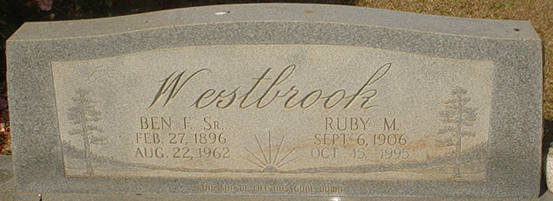 Westbrook
BEN F. SR.
FEB. 27, 1896
AUG. 22, 1962
RUBY M.
SEPT. 6, 1906
OCT. 15, 1995